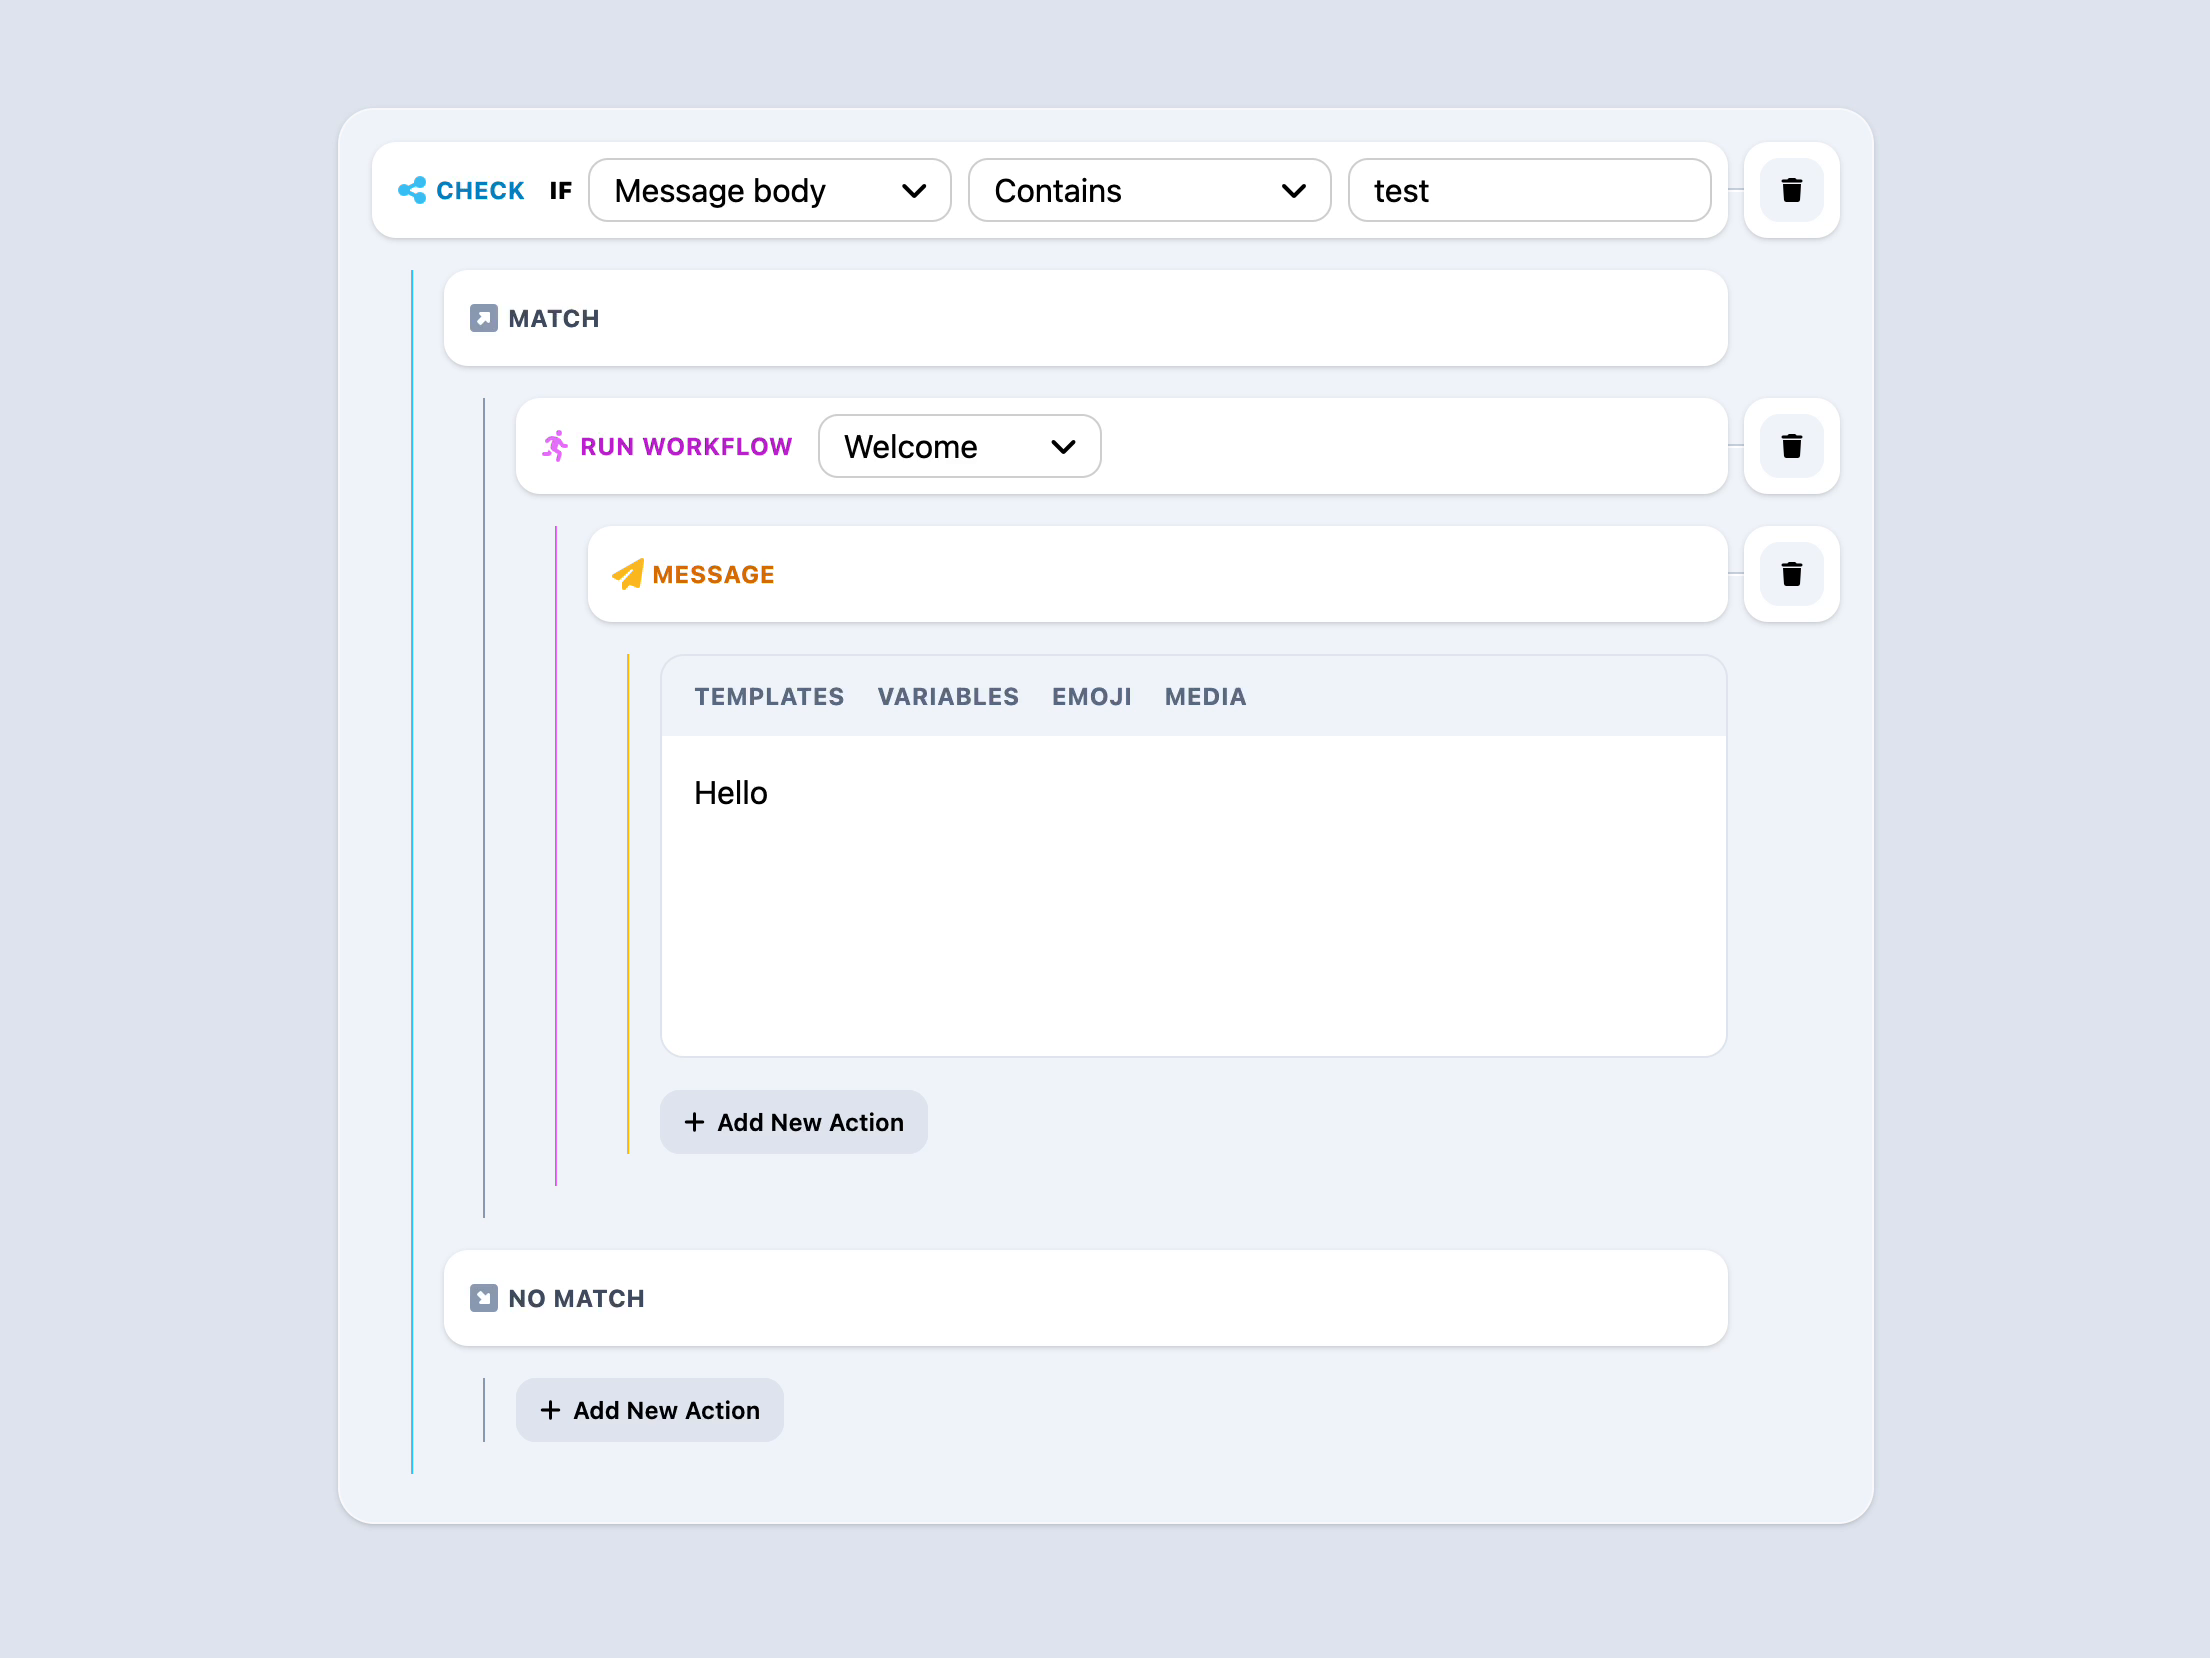 CHECK IF Message body Contains test
MATCH
RUN WORKFLOW Welcome
MESSAGE
TEMPLATES VARIABLES EMOJI MEDIA
Hello
Add New Action
NO MATCH
Add New Action